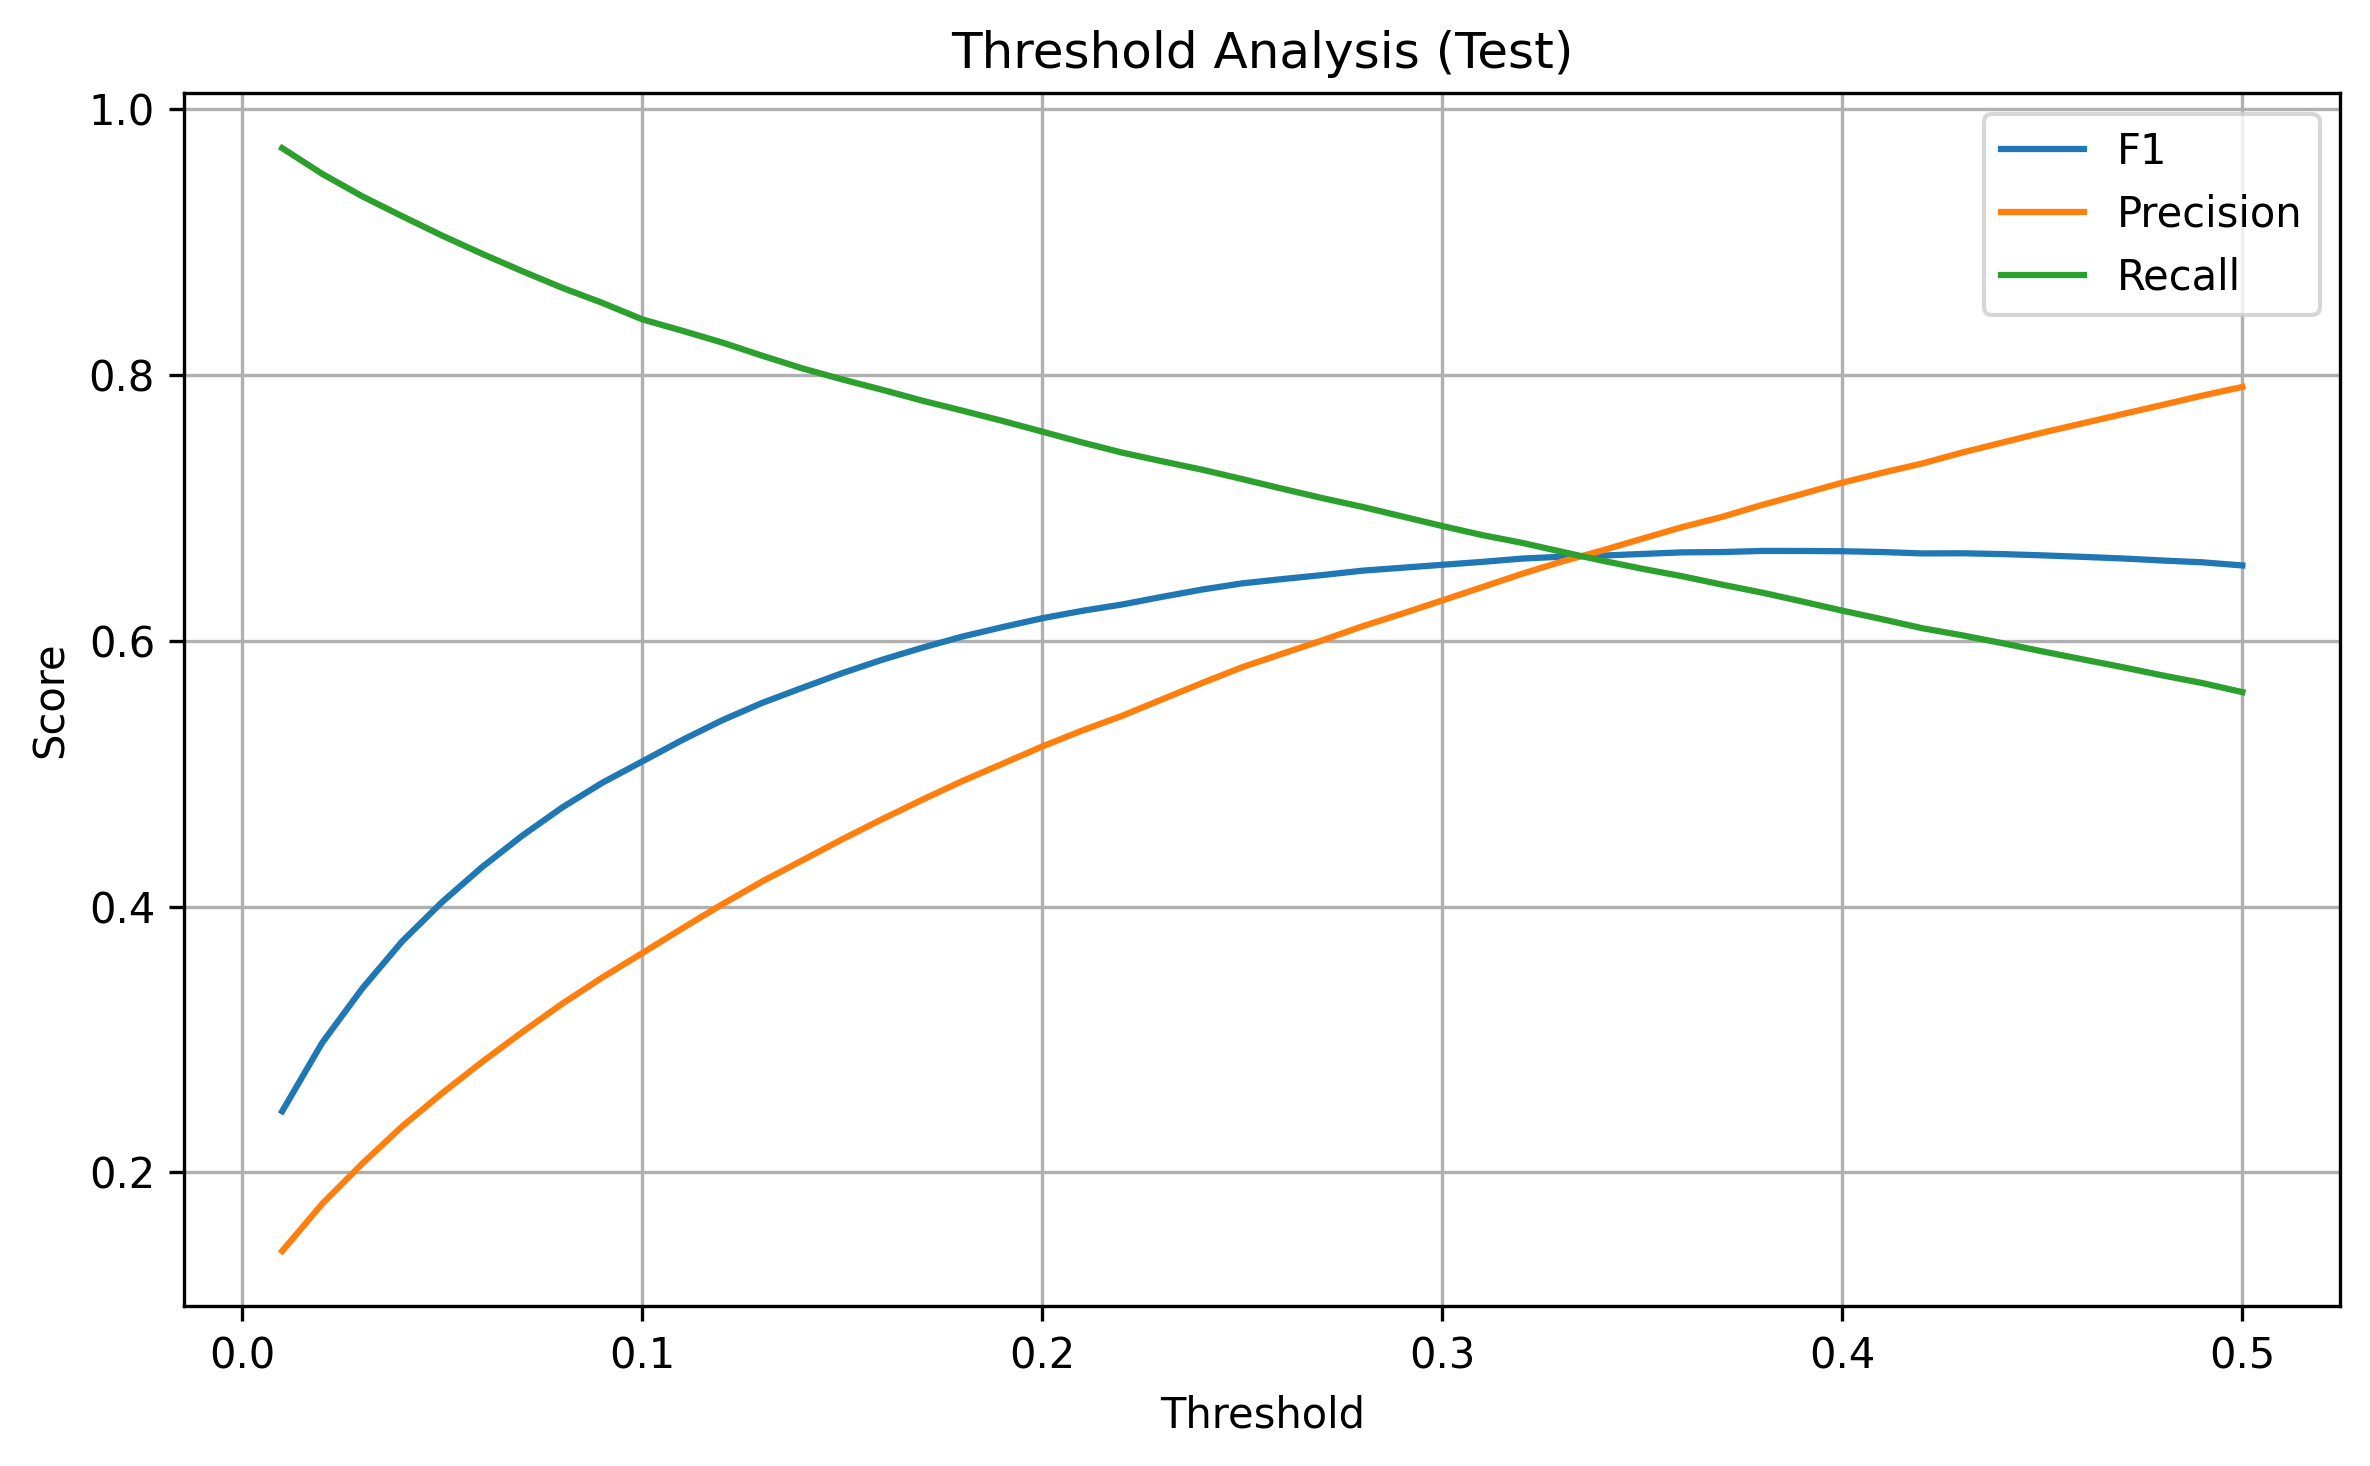 Threshold Analysis (Test)
1.0
0.8
0.6
0.4
0.2
Score
F1
Precision
Recall
0.0 0.1 0.2 0.3 0.4 0.5
Threshold